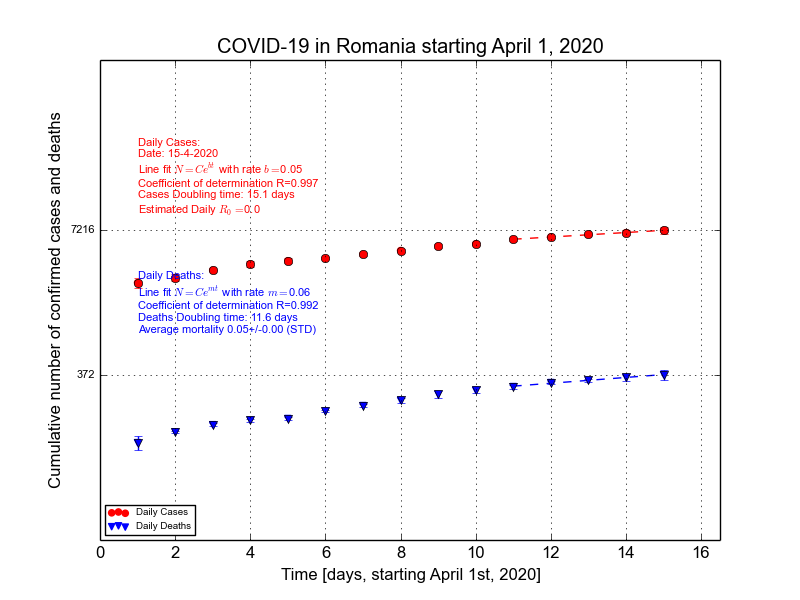 COVID-19 in Romania starting April 1, 2020
Cumulative number of confirmed cases and deaths
Daily Cases:
Date: 15-4-2020
Line fit N=Ce^{bt} with rate b=0.05
Coefficient of determination R=0.997
Cases Doubling time: 15.1 days
Estimated Daily R_0=0.0
7216
Daily Deaths:
Line fit N=Ce^{mt} with rate m=0.06
Coefficient of determination R=0.992
Deaths Doubling time: 11.6 days
Average mortality 0.05+/-0.00 (STD)
372
Daily Cases
Daily Deaths
0 2 4 6 8 10 12 14 16
Time [days, starting April 1st, 2020]